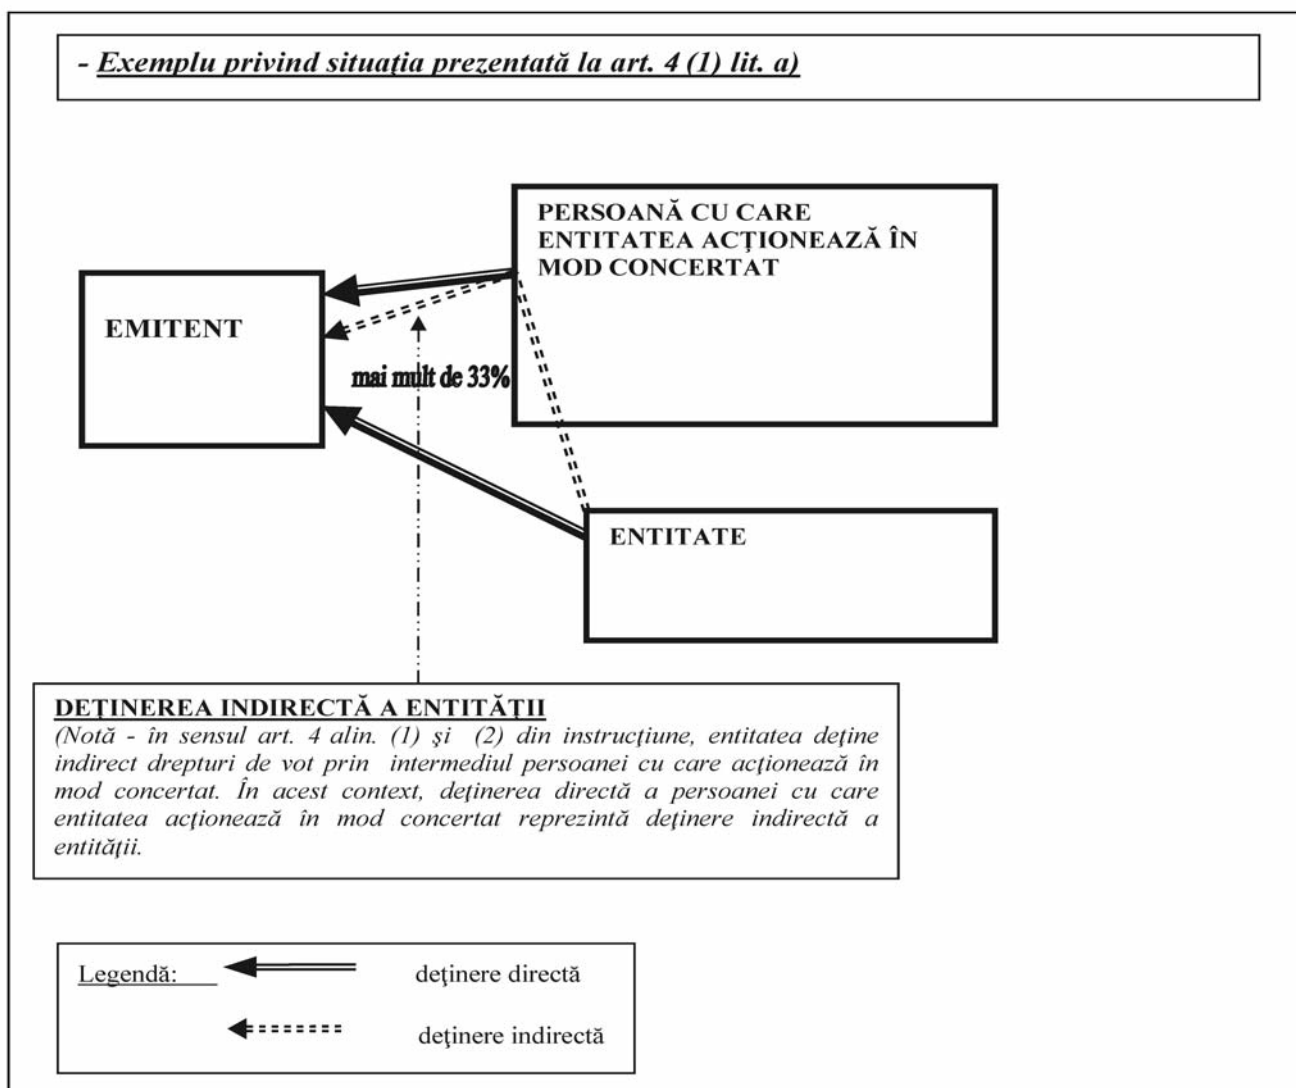 - Exemplu privind situaţia prezentată la art. 4 (1) lit. a)
PERSOANĂ CU CARE
ENTITATEA ACŢIONEAZĂ ÎN
MOD CONCERTAT
EMITENT
mai mult de 33%
ENTITATE
DEŢINEREA INDIRECTĂ A ENTITĂŢII
(Notă - în sensul art. 4 alin. (1) şi (2) din instrucţiune, entitatea deţine
indirect drepturi de vot prin intermediul persoanei cu care acţionează în
mod concertat. În acest context, deţinerea directă a persoanei cu care
entitatea acţionează în mod concertat reprezintă deţinere indirectă a
entităţii.
Legendă: deţinere directă
deţinere indirectă